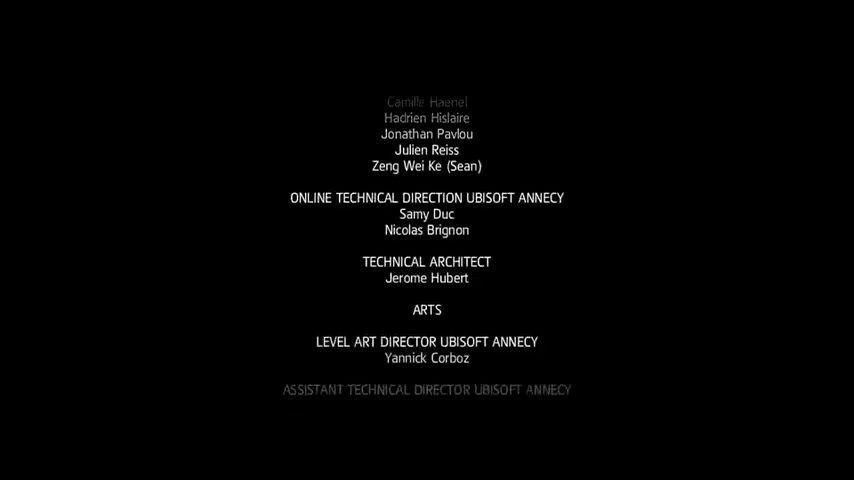 Camille Haenel
Hadrien Hislaire
Jonathan Pavlou
Julien Reiss
Zeng Wei Ke (Sean)
ONLINE TECHNICAL DIRECTION UBISOFT ANNECY
Samy Duc
Nicolas Brignon
TECHNICAL ARCHITECT
Jerome Hubert
ARTS
LEVEL ART DIRECTOR UBISOFT ANNECY
Yannick Corboz
ASSISTANT TECHNICAL DIRECTOR UBISOFT ANNECY